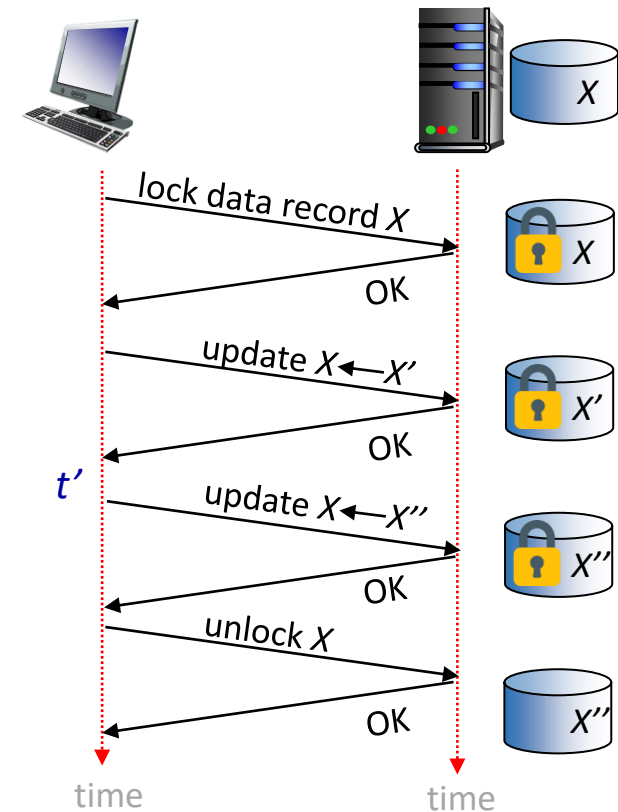 X
lock data record X
X
OK
update X←X’
X’
OK
t’
update X←X’’
X’’
OK
unlock X
X’’
OK
time
time